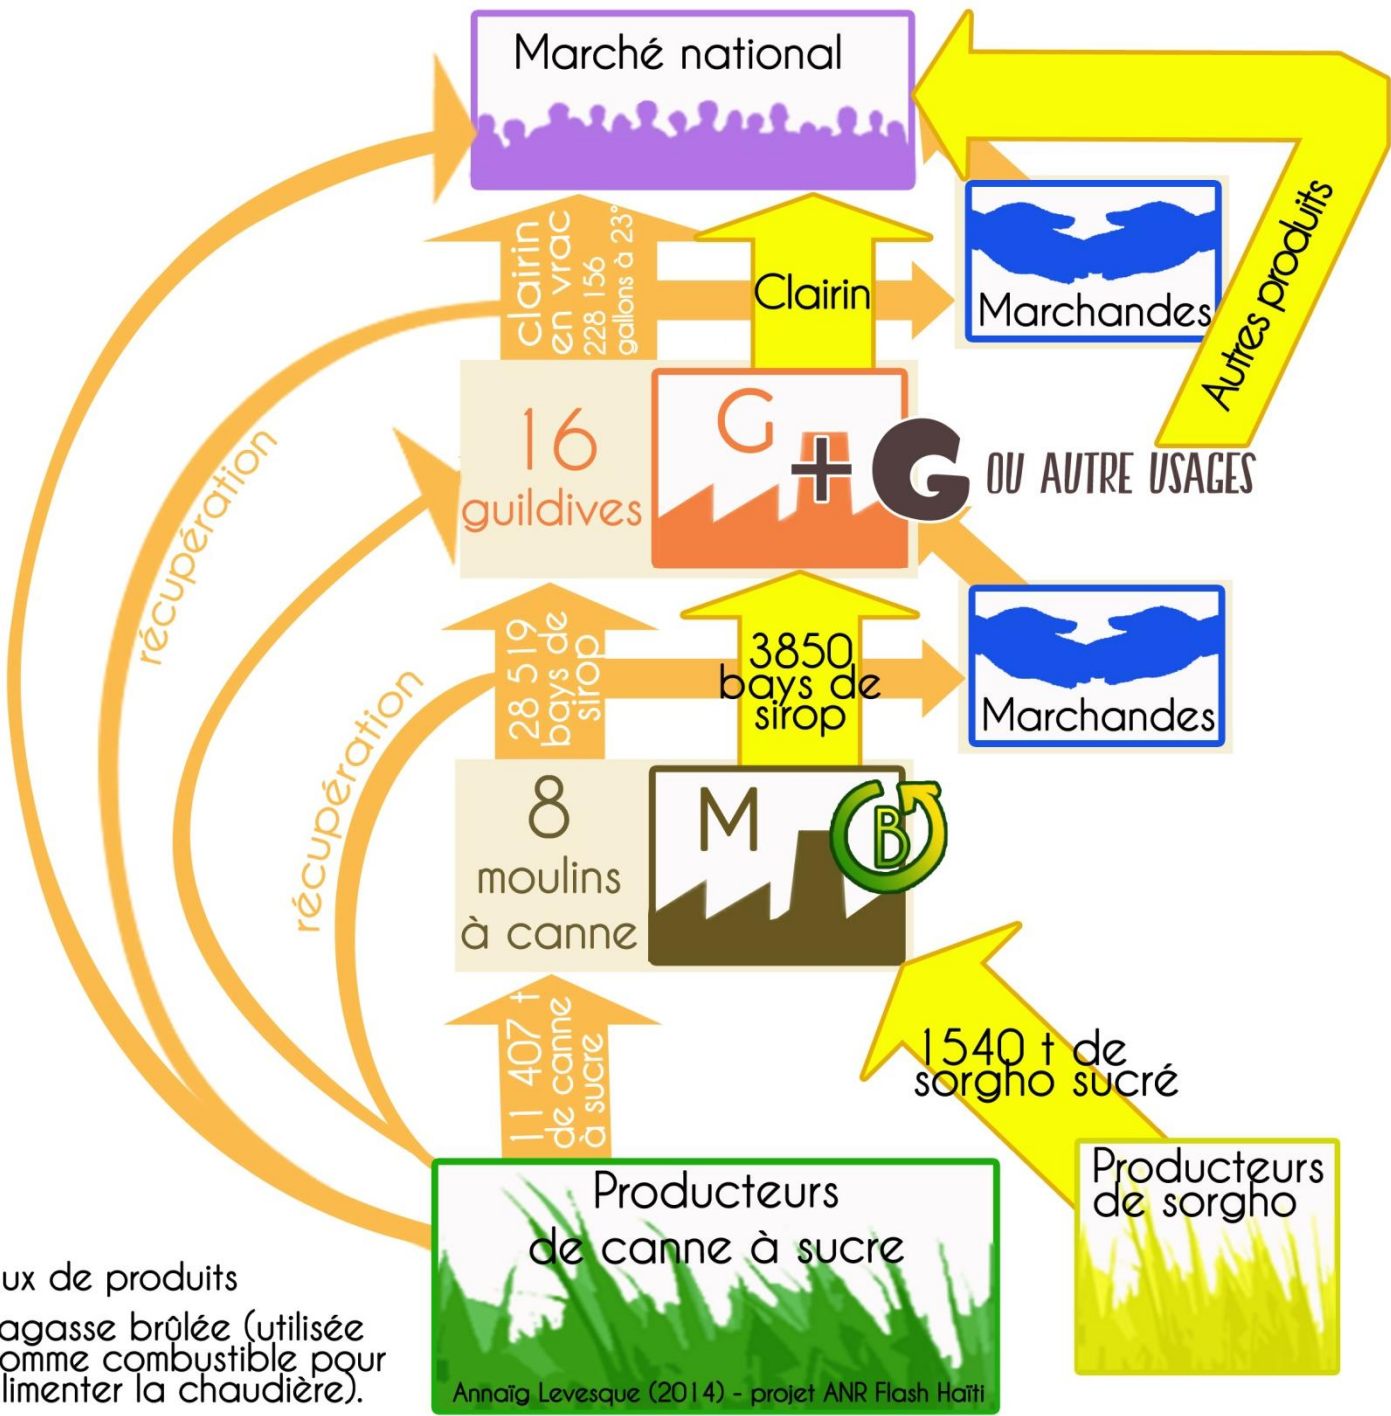 Marché national
Autres produits
clairin
en vrac
228 156
gallons à 23°
Clairin
Marchandes
16
guildives
G
+ G OU AUTRE USAGES
récupération
28 519
bays de
sirop
3850
bays de
sirop
Marchandes
récupération
8
moulins
à canne
M
B
11 407 t
de canne
à sucre
1540 t de
sorgho sucré
Producteurs
de canne à sucre
Producteurs
de sorgho
ux de produits
agasse brûlée (utilisée
omme combustible pour
limenter la chaudière).
Annaïg Levesque (2014) - projet ANR Flash Haïti